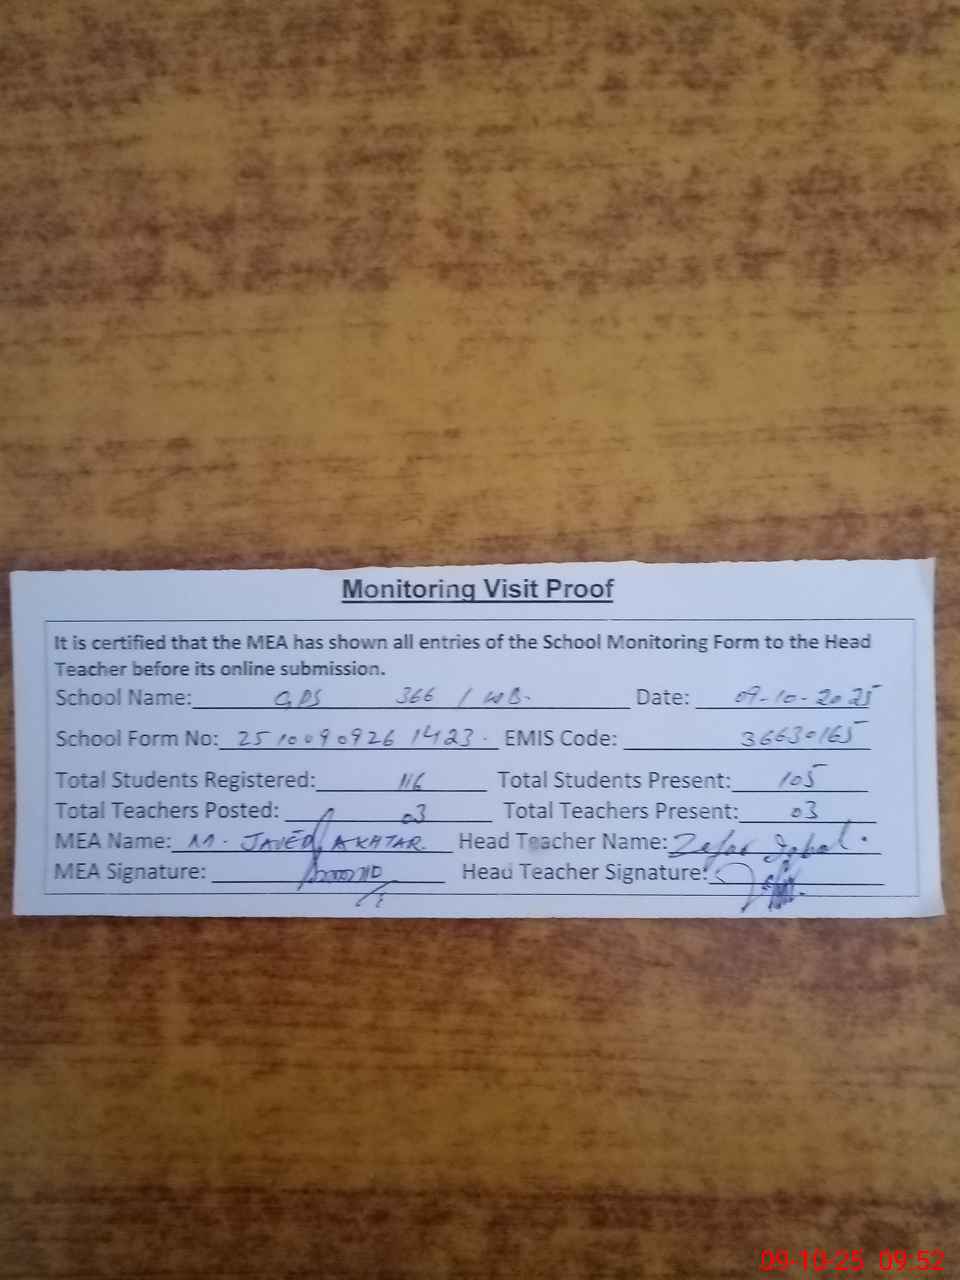 Monitoring Visit Proof
It is certified that the MEA has shown all entries of the School Monitoring Form to the Head
Teacher before its online submission.
School Name: GPS 366 / WB. Date: 09-10-2025
School Form No: 25100909261423. EMIS Code: 36630165
Total Students Registered: 116 Total Students Present: 105
Total Teachers Posted: 03 Total Teachers Present: 03
MEA Name: M. JAVED AKHTAR. Head Teacher Name: Zafar Iqbal.
MEA Signature: Head Teacher Signature:
09-10-25 09:52